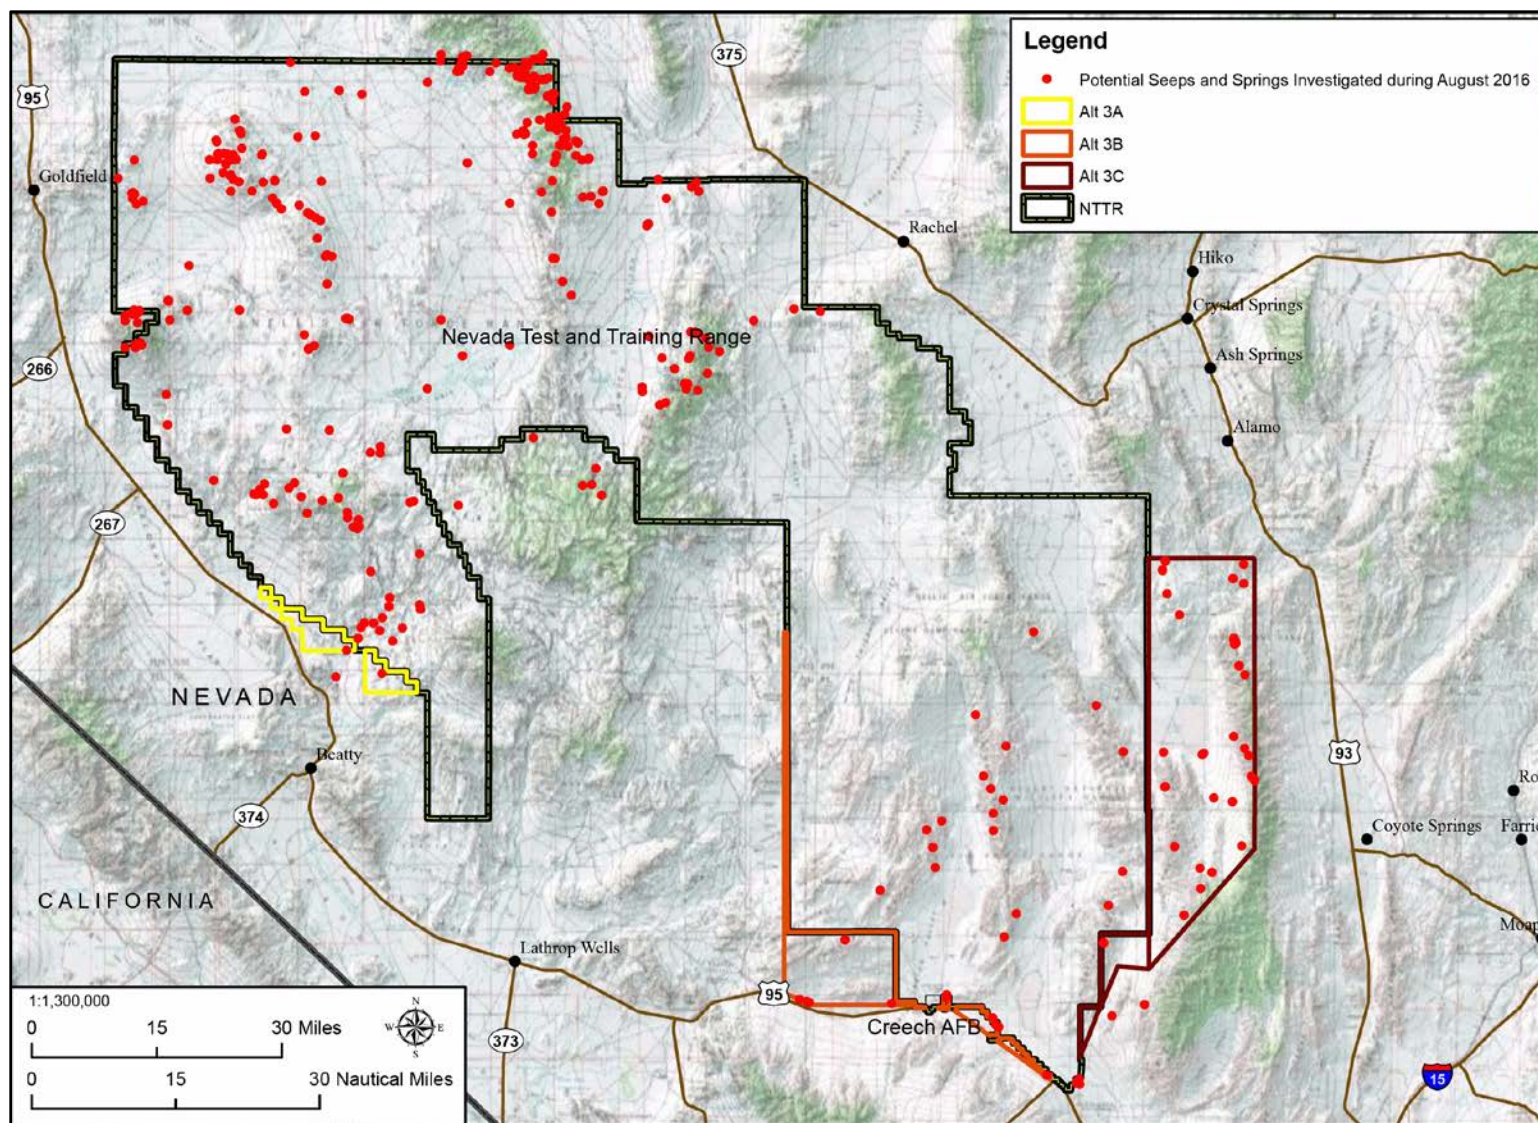 375
Legend
Potential Seeps and Springs Investigated during August 2016
Alt 3A
Alt 3B
Alt 3C
NTTR
95
Goldfield
Rachel
Hiko
Crystal Springs
Nevada Test and Training Range
Ash Springs
266
Alamo
267
NEVADA
Beatty
93
374
Coyote Springs
CALIFORNIA
Lathrop Wells
95
Creech AFB
1:1,300,000
0 15 30 Miles
N
W E
S
373
0 15 30 Nautical Miles
15